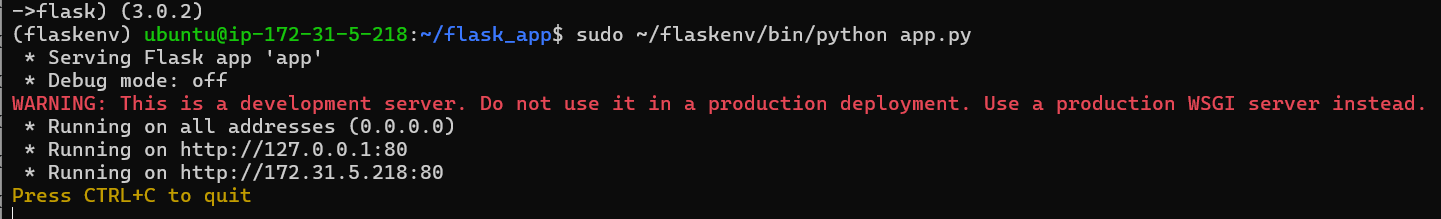 ->flask) (3.0.2)
(flaskenv) ubuntu@ip-172-31-5-218:~/flask_app$ sudo ~/flaskenv/bin/python app.py
 * Serving Flask app 'app'
 * Debug mode: off
WARNING: This is a development server. Do not use it in a production deployment. Use a production WSGI server instead.
 * Running on all addresses (0.0.0.0)
 * Running on http://127.0.0.1:80
 * Running on http://172.31.5.218:80
Press CTRL+C to quit